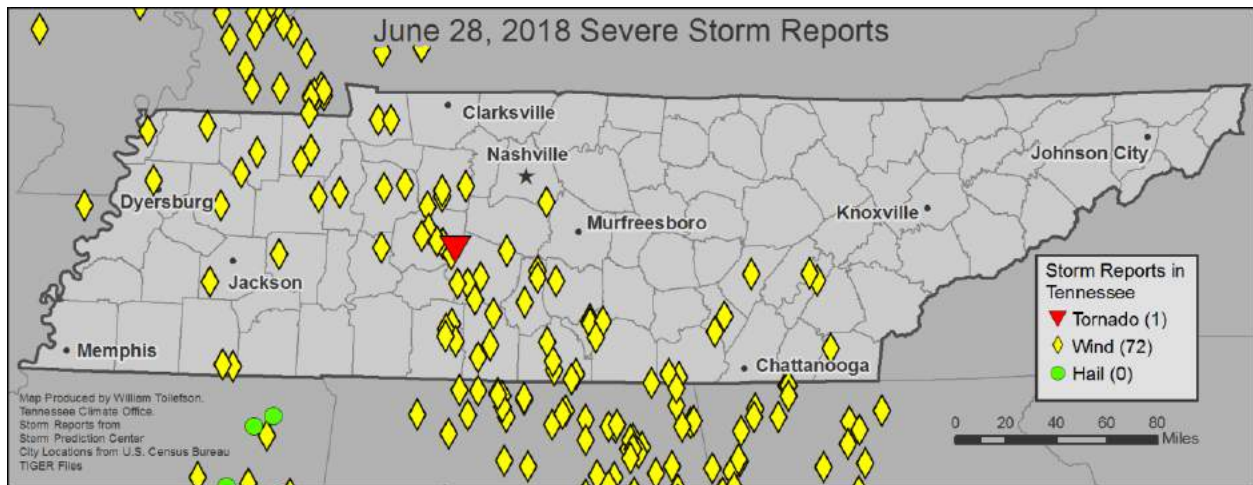 June 28, 2018 Severe Storm Reports
Clarksville
Nashville
Johnson City
Dyersburg
Knoxville
Murfreesboro
Jackson
Storm Reports in
Tennessee
Tornado (1)
Wind (72)
Hail (0)
Memphis
Chattanooga
Map Produced by William Tollefson.
Tennessee Climate Office.
Storm Reports from
Storm Prediction Center
City Locations from U.S. Census Bureau
TIGER Files
0 20 40 60 80
Miles